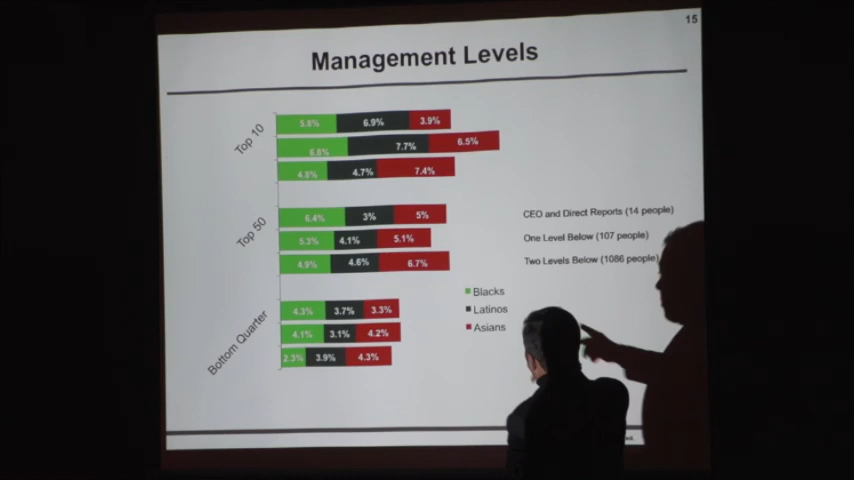 15
Management Levels
Top 10
5.8% 6.9% 3.9%
6.6% 7.7% 6.5%
4.8% 4.7% 7.4%
Top 50
6.4% 3% 5%
5.3% 4.1% 5.1%
4.9% 4.6% 6.7%
CEO and Direct Reports (14 people)
One Level Below (107 people)
Two Levels Below (1086 people)
Bottom Quarter
4.3% 3.7% 3.3%
4.1% 3.1% 4.2%
2.3% 3.9% 4.3%
Blacks
Latinos
Asians